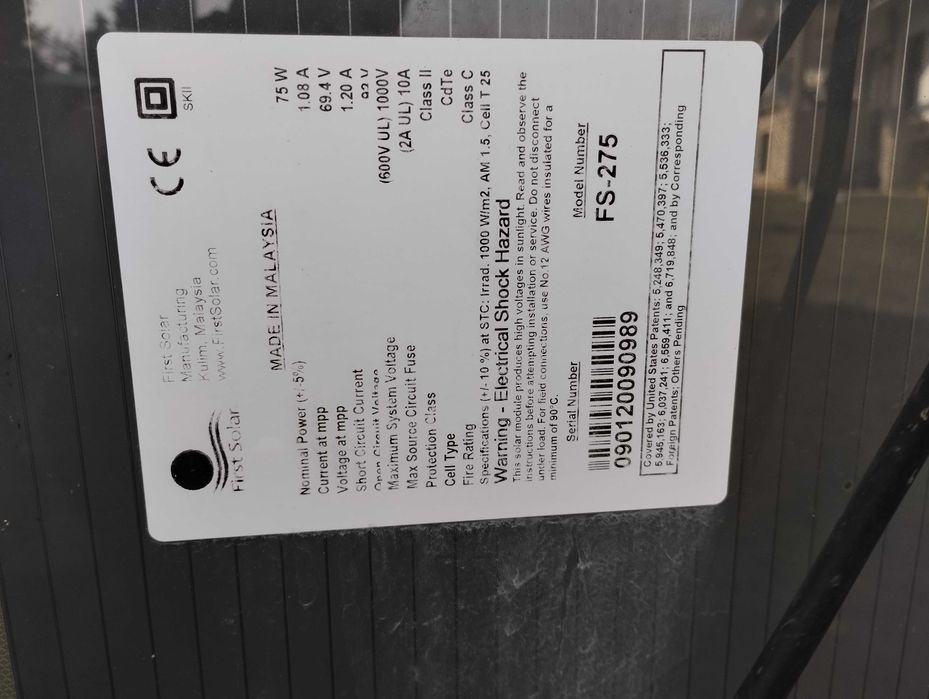 First Solar
First Solar
Manufacturing
Kulim, Malaysia
www.FirstSolar.com
CE
SKII
MADE IN MALAYSIA
Nominal Power (+/-5%) 75 W
Current at mpp 1.08 A
Voltage at mpp 69.4 V
Short Circuit Current 1.20 A
Open Circuit Voltage 92 V
Maximum System Voltage (600V UL) 1000V
Max Source Circuit Fuse (2A UL) 10A
Protection Class Class II
Cell Type CdTe
Fire Rating Class C
Specifications (+/- 10 %) at STC: Irrad. 1000 W/m2, AM 1.5, Cell T 25
Warning - Electrical Shock Hazard
This solar module produces high voltages in sunlight. Read and observe the
instructions before attempting installation or service. Do not disconnect
under load. For field connections, use No.12 AWG wires insulated for a
minimum of 90°C.
Serial Number
090120090989
Model Number
FS-275
Covered by United States Patents: 5,248,349; 5,470,397; 5,536,333;
5,945,163; 6,037,241; 6,559,411; and 6,719,848; and by Corresponding
Foreign Patents; Others Pending